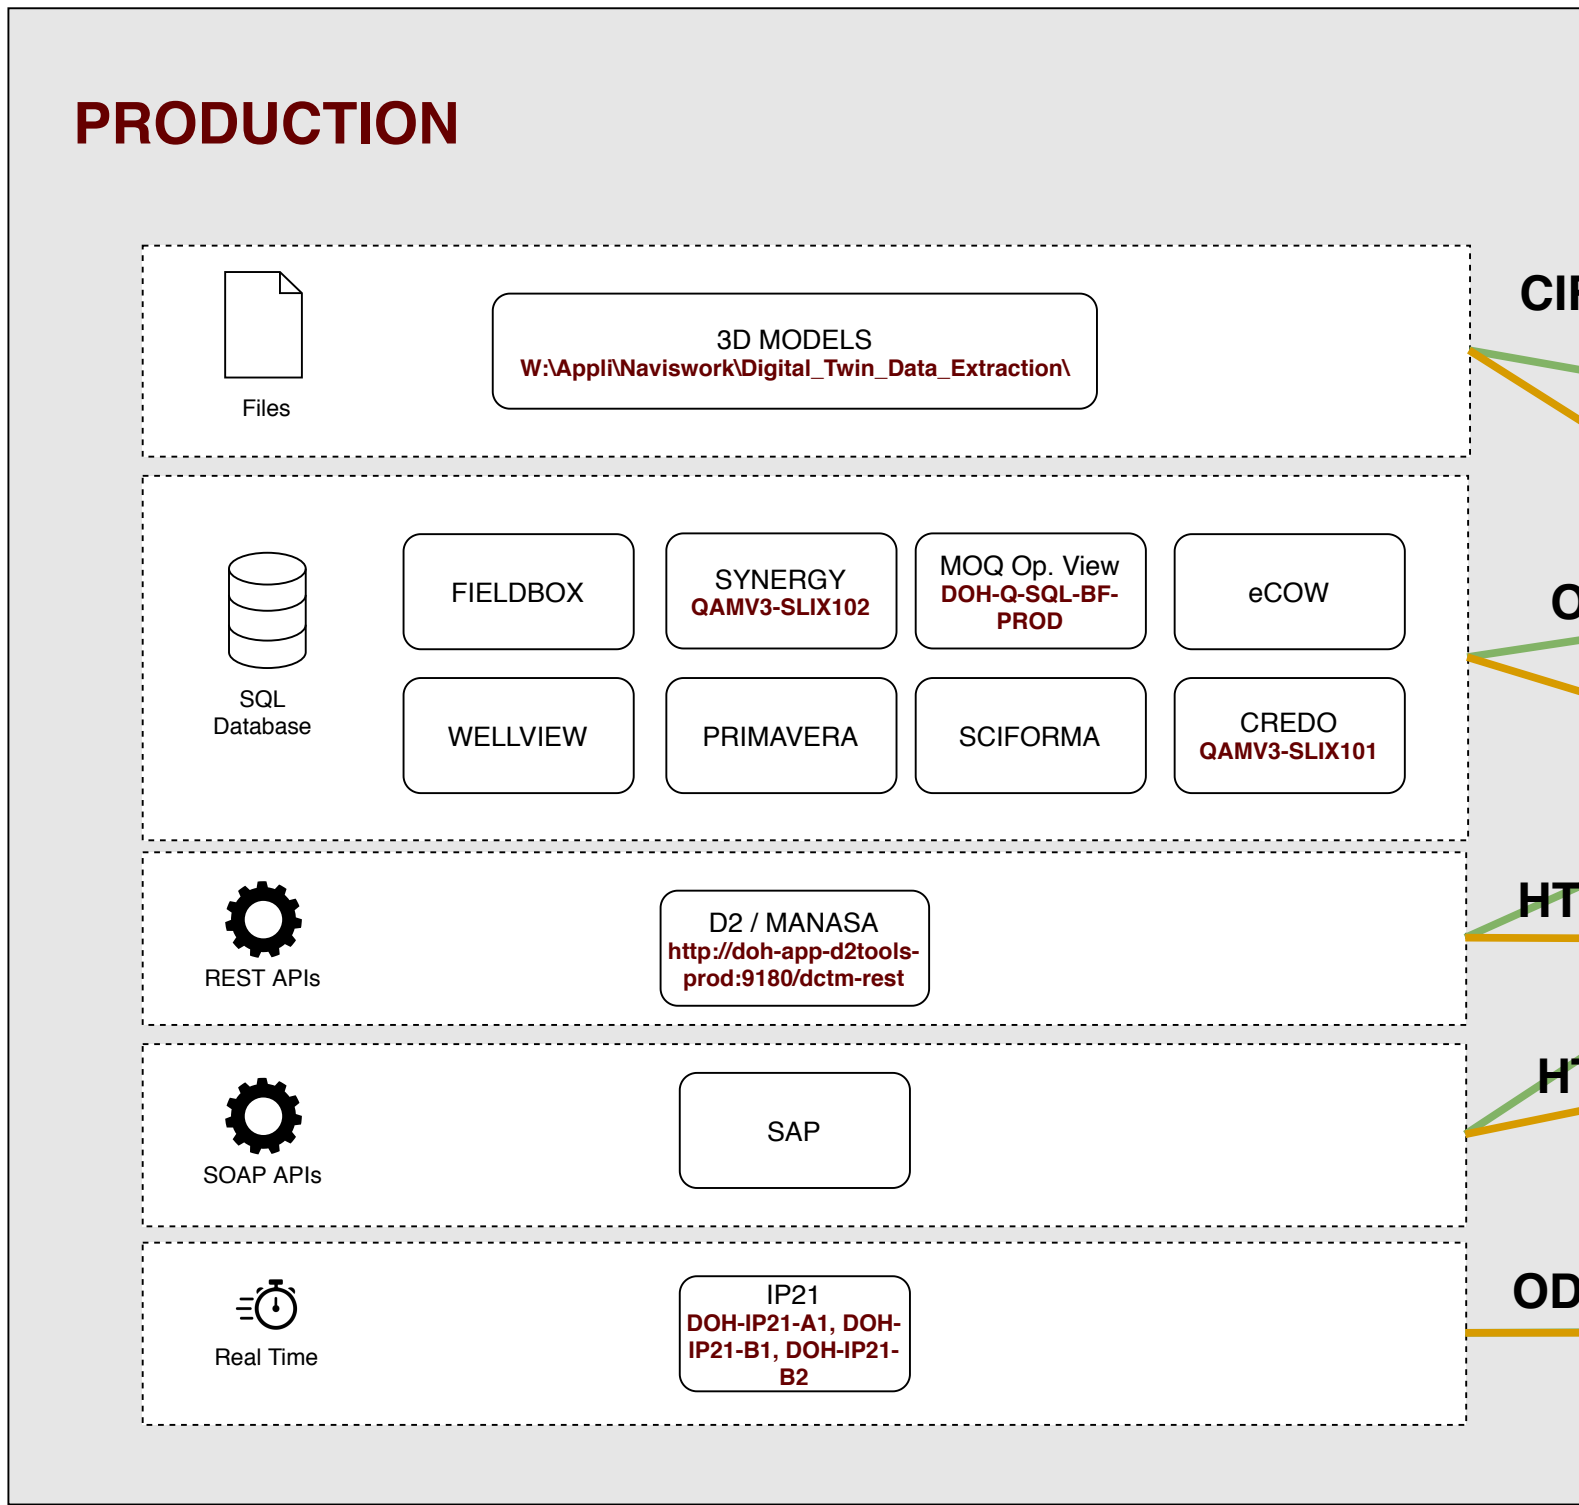 PRODUCTION
Files
3D MODELS
W:\Appli\Naviswork\Digital_Twin_Data_Extraction\
SQL
Database
FIELDBOX
SYNERGY
QAMV3-SLIX102
MOQ Op. View
DOH-Q-SQL-BF-
PROD
eCOW
WELLVIEW
PRIMAVERA
SCIFORMA
CREDO
QAMV3-SLIX101
REST APIs
D2 / MANASA
http://doh-app-d2tools-
prod:9180/dctm-rest
SOAP APIs
SAP
Real Time
IP21
DOH-IP21-A1, DOH-
IP21-B1, DOH-IP21-
B2